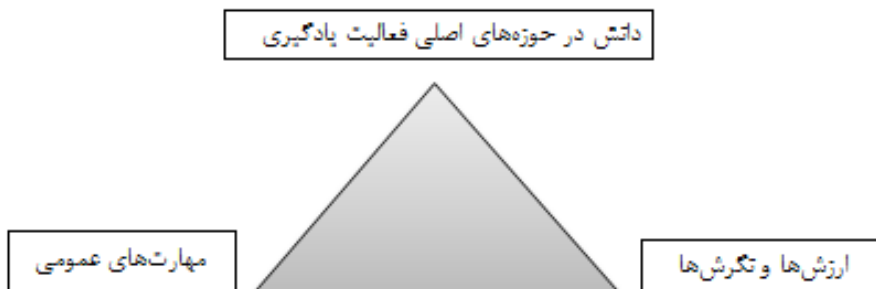 دانش در حوزه‌های اصلی فعالیت یادگیری
ارزش‌ها و نگرش‌ها
مهارت‌های عمومی